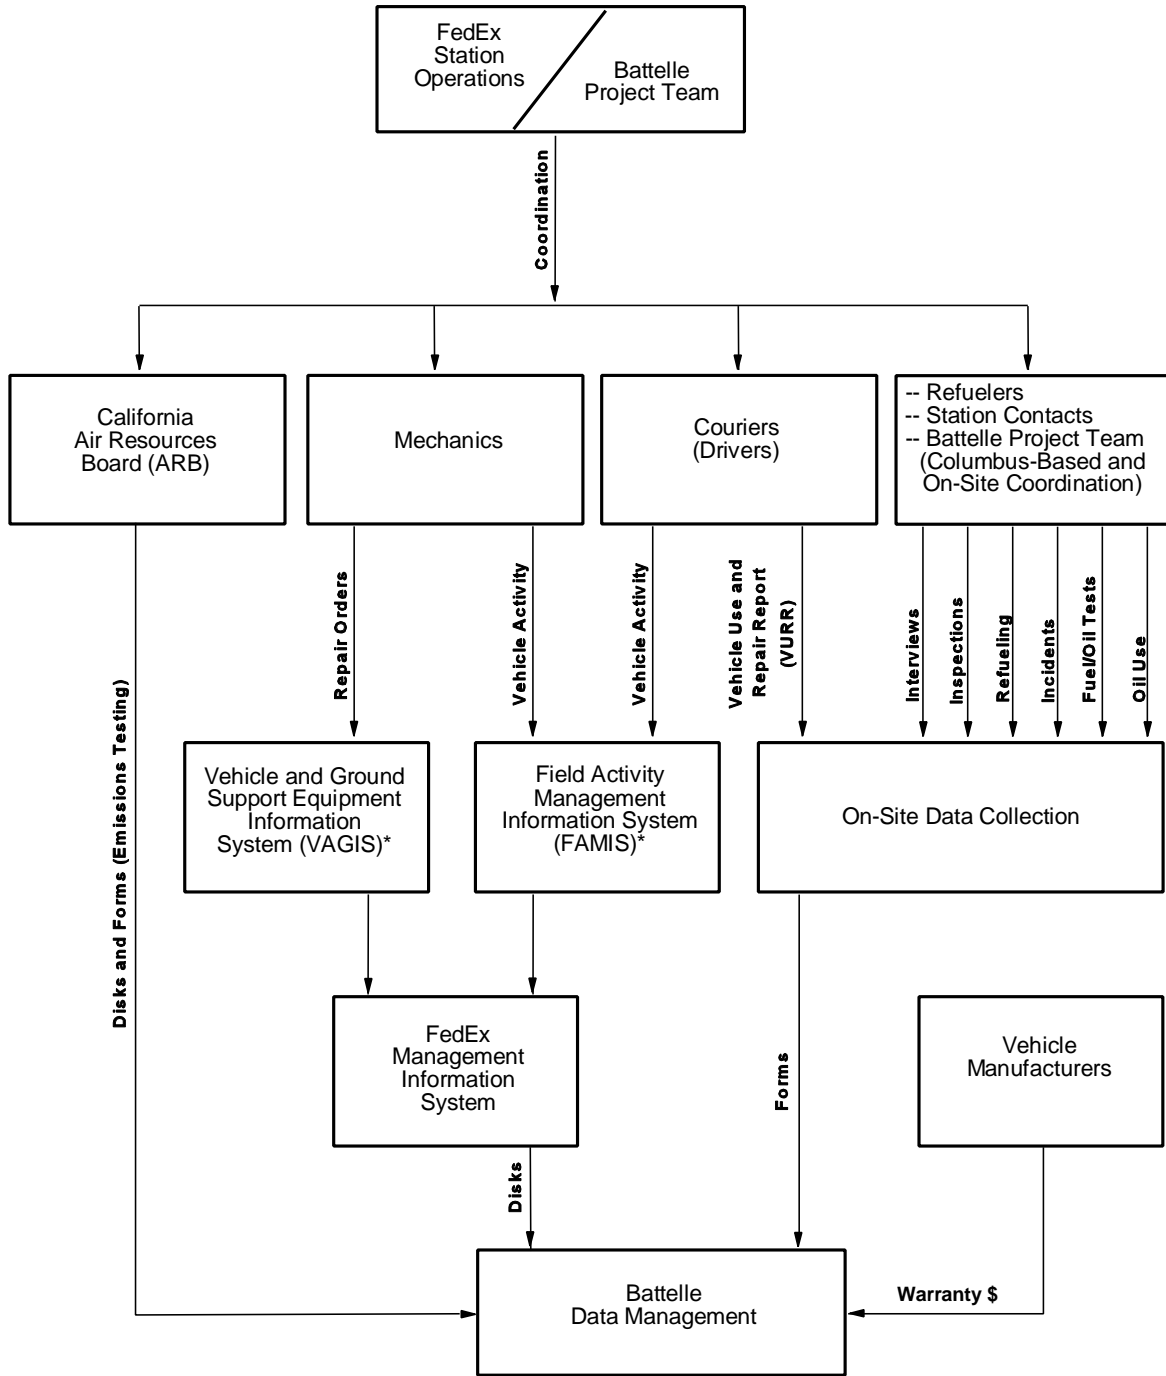 FedEx
Station
Operations
Battelle
Project Team
Coordination
California
Air Resources
Board (ARB)
Mechanics
Couriers
(Drivers)
-- Refuelers
-- Station Contacts
-- Battelle Project Team
(Columbus-Based and
On-Site Coordination)
Disks and Forms (Emissions Testing)
Repair Orders
Vehicle Activity
Vehicle Activity
Vehicle Use and
Repair Report
(VURR)
Interviews
Inspections
Refueling
Incidents
Fuel/Oil Tests
Oil Use
Vehicle and Ground
Support Equipment
Information
System (VAGIS)*
Field Activity
Management
Information System
(FAMIS)*
On-Site Data Collection
FedEx
Management
Information
System
Forms
Vehicle
Manufacturers
Disks
Battelle
Data Management
Warranty $